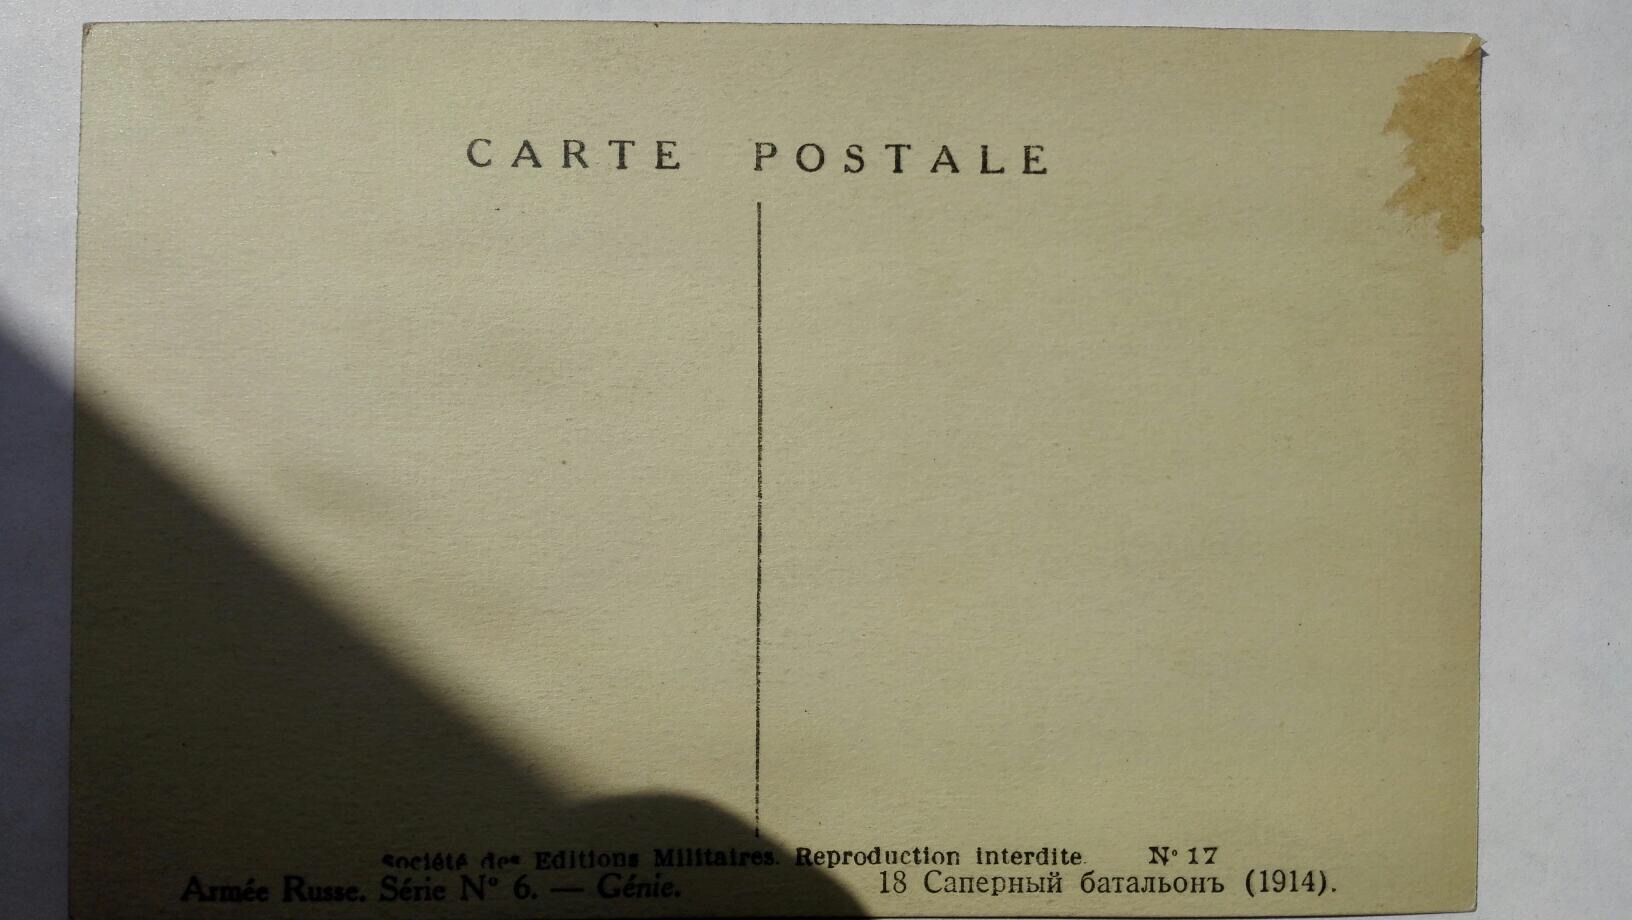 CARTE POSTALE
Société des Editions Militaires. Reproduction interdite. N° 17
Armée Russe. Série N° 6. — Génie. 18 Саперный батальонъ (1914).